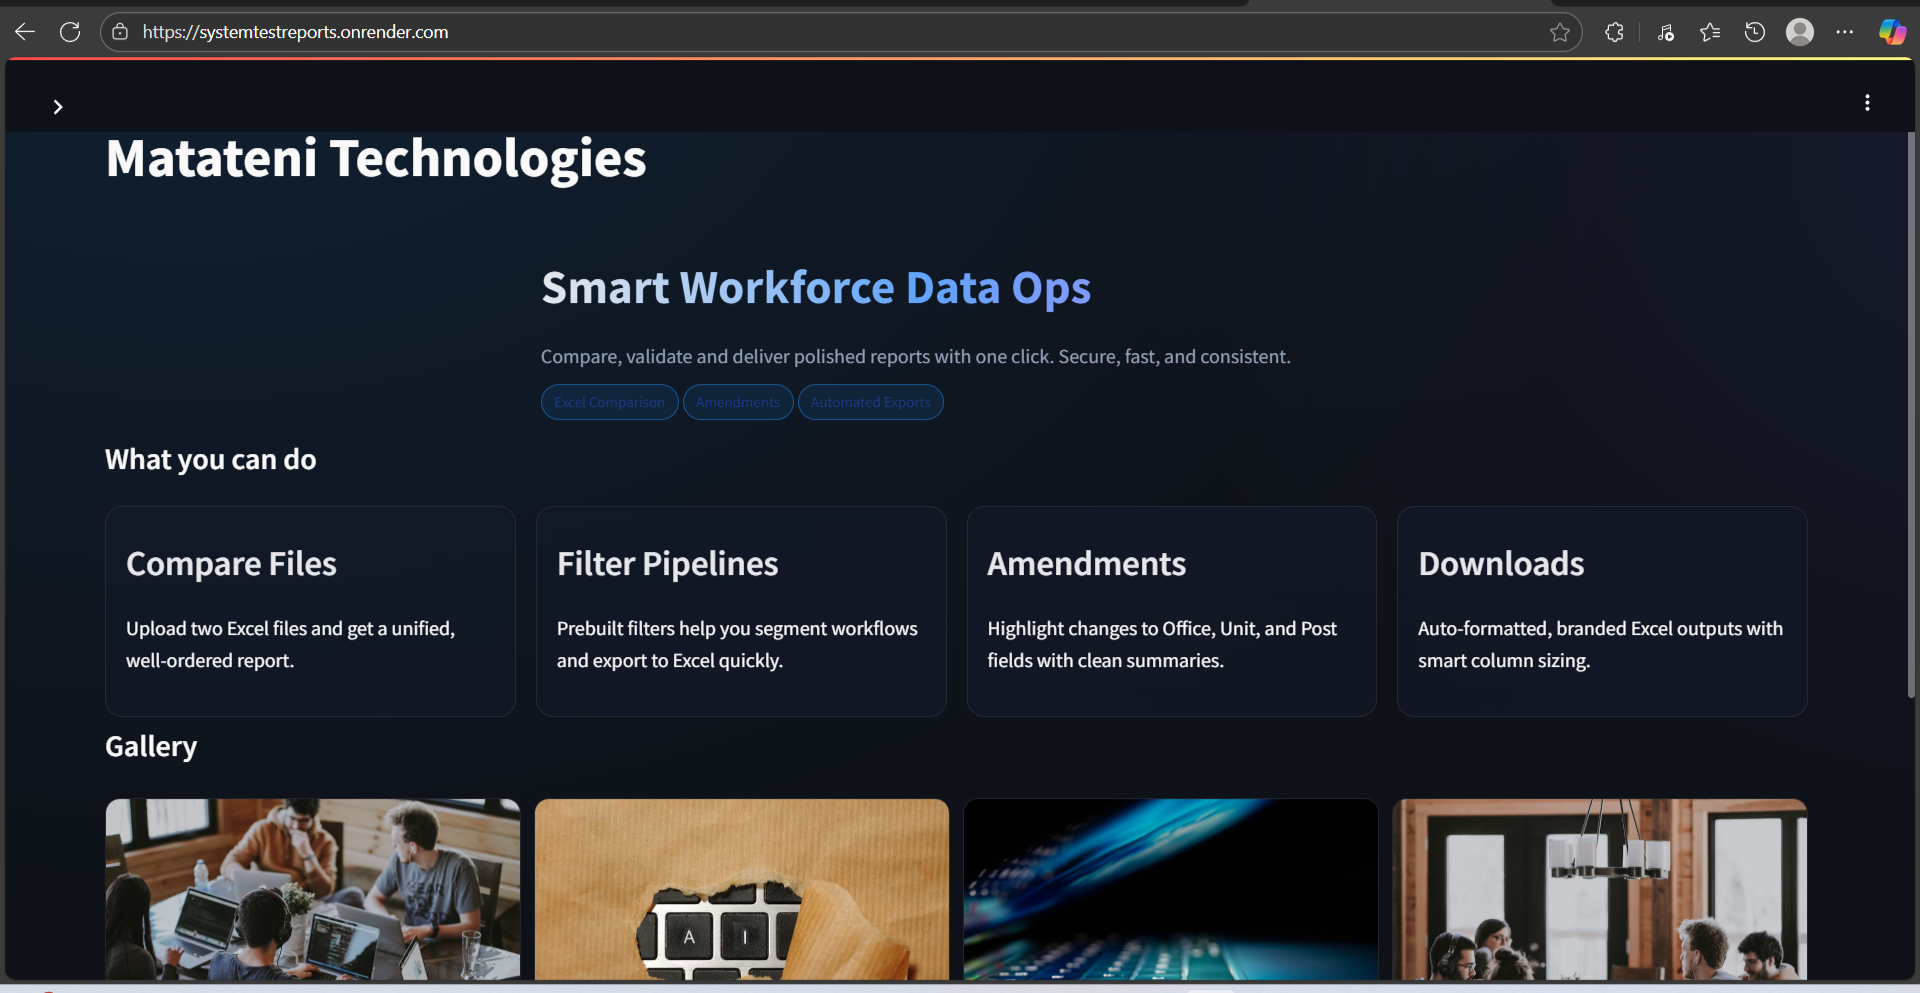 https://systemtestreports.onrender.com
Matateni Technologies
Smart Workforce Data Ops
Compare, validate and deliver polished reports with one click. Secure, fast, and consistent.
Excel Comparison
Amendments
Automated Exports
What you can do
Compare Files
Upload two Excel files and get a unified,
well-ordered report.
Filter Pipelines
Prebuilt filters help you segment workflows
and export to Excel quickly.
Amendments
Highlight changes to Office, Unit, and Post
fields with clean summaries.
Downloads
Auto-formatted, branded Excel outputs with
smart column sizing.
Gallery
A I